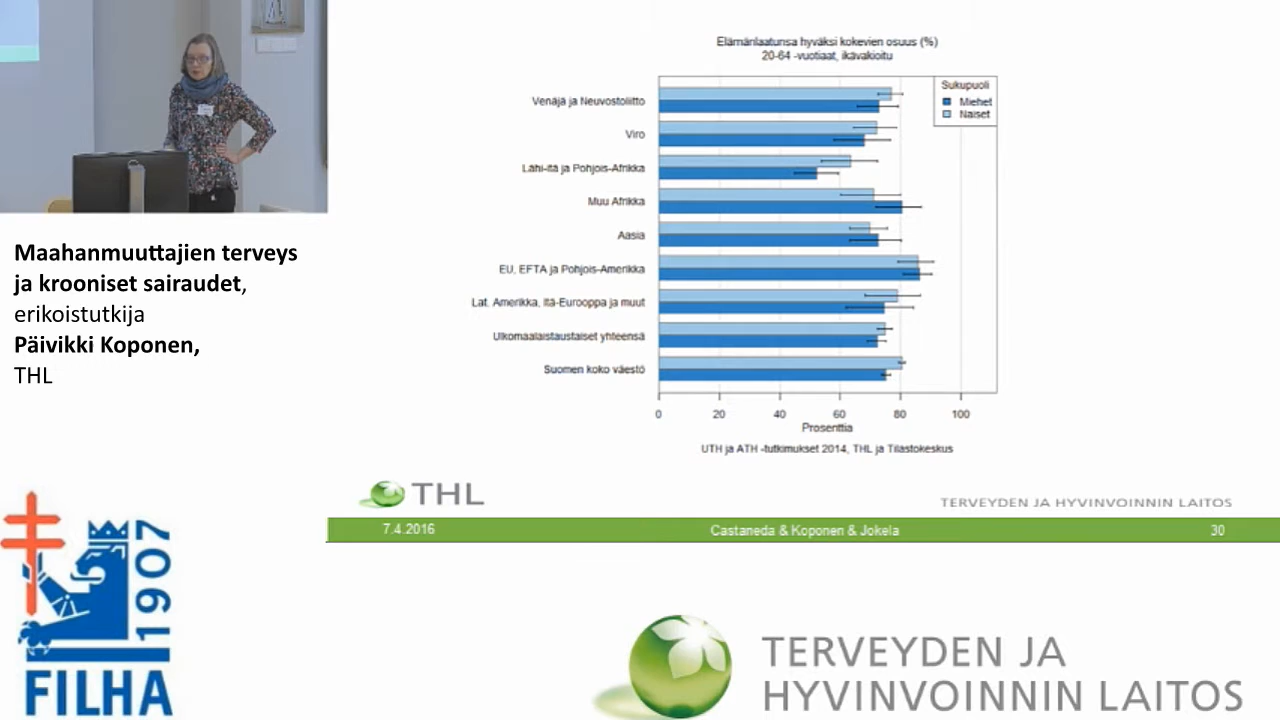 Maahanmuuttajien terveys
ja krooniset sairaudet,
erikoistutkija
Päivikki Koponen,
THL
Elämänlaatunsa hyväksi kokevien osuus (%)
20-64 -vuotiaat, ikävakioitu
Sukupuoli
Miehet
Naiset
Venäjä ja Neuvostoliitto
Viro
Lähi-itä ja Pohjois-Afrikka
Muu Afrikka
Aasia
EU, EFTA ja Pohjois-Amerikka
Lat. Amerikka, Itä-Eurooppa ja muut
Ulkomaalaistaustaiset yhteensä
Suomen koko väestö
0 20 40 60 80 100
Prosenttia
UTH ja ATH -tutkimukset 2014, THL ja Tilastokeskus
THL
TERVEYDEN JA HYVINVOINNIN LAITOS
7.4.2016 Castaneda & Koponen & Jokela 30
1907
FILHA
TERVEYDEN JA
HYVINVOINNIN LAITOS